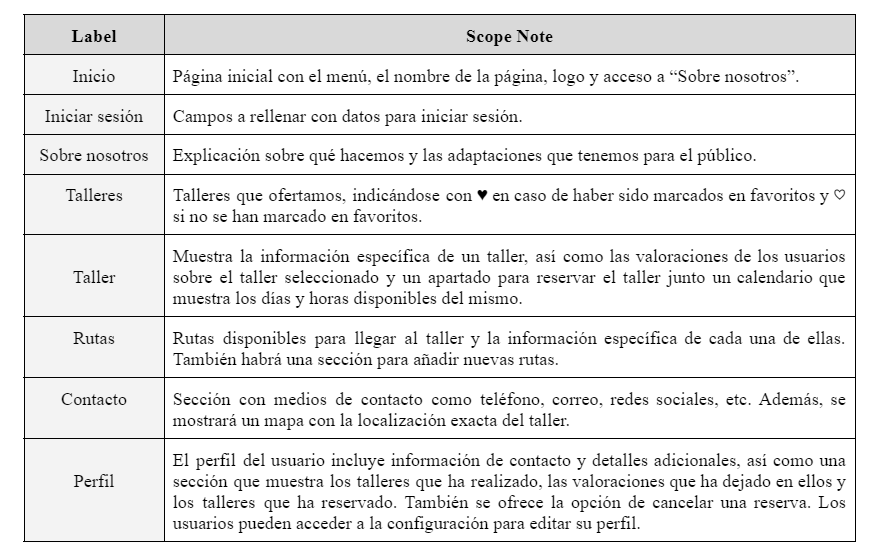 Label Scope Note
Inicio Página inicial con el menú, el nombre de la página, logo y acceso a “Sobre nosotros”.
Iniciar sesión Campos a rellenar con datos para iniciar sesión.
Sobre nosotros Explicación sobre qué hacemos y las adaptaciones que tenemos para el público.
Talleres Talleres que ofertamos, indicándose con ♥ en caso de haber sido marcados en favoritos y ♡
si no se han marcado en favoritos.
Muestra la información específica de un taller, así como las valoraciones de los usuarios
Taller sobre el taller seleccionado y un apartado para reservar el taller junto un calendario que
muestra los días y horas disponibles del mismo.
Rutas Rutas disponibles para llegar al taller y la información específica de cada una de ellas.
También habrá una sección para añadir nuevas rutas.
Contacto Sección con medios de contacto como teléfono, correo, redes sociales, etc. Además, se
mostrará un mapa con la localización exacta del taller.
El perfil del usuario incluye información de contacto y detalles adicionales, así como una
Perfil sección que muestra los talleres que ha realizado, las valoraciones que ha dejado en ellos y
los talleres que ha reservado. También se ofrece la opción de cancelar una reserva. Los
usuarios pueden acceder a la configuración para editar su perfil.